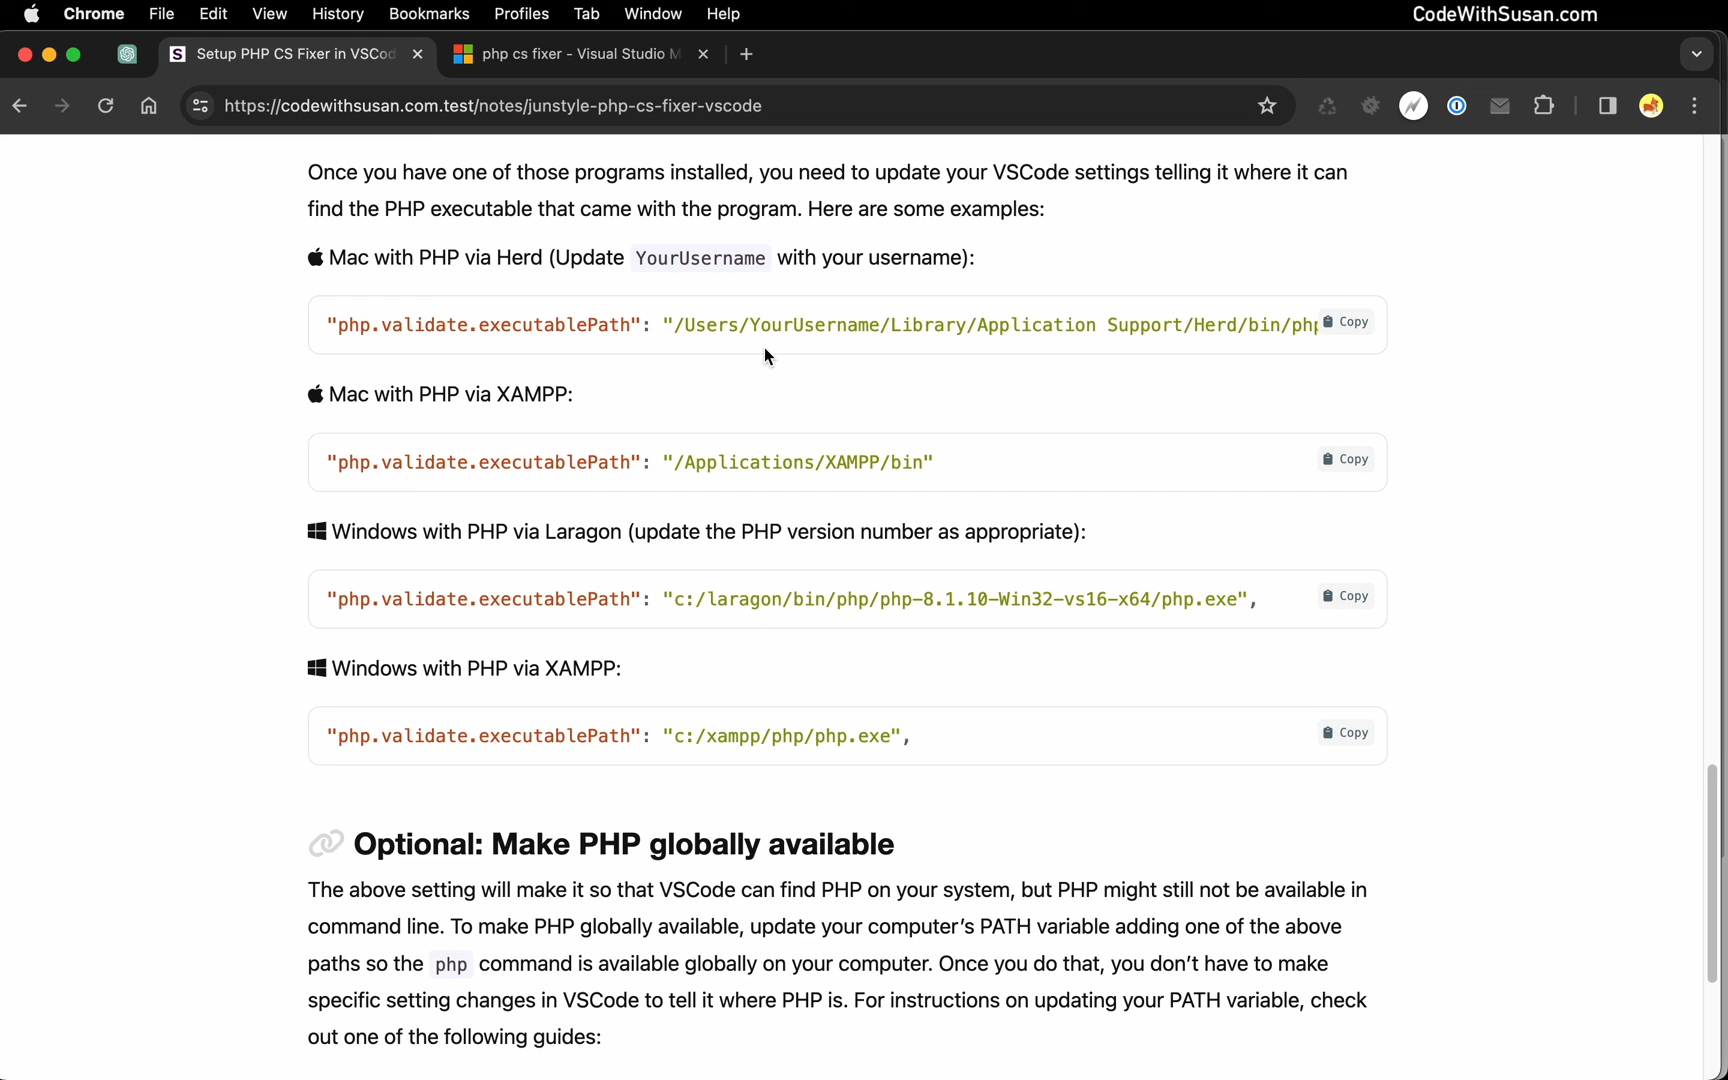 Chrome File Edit View History Bookmarks Profiles Tab Window Help CodeWithSusan.com
Setup PHP CS Fixer in VSCod php cs fixer - Visual Studio M
https://codewithsusan.com.test/notes/junstyle-php-cs-fixer-vscode
Once you have one of those programs installed, you need to update your VSCode settings telling it where it can
find the PHP executable that came with the program. Here are some examples:
Mac with PHP via Herd (Update YourUsername with your username):
"php.validate.executablePath": "/Users/YourUsername/Library/Application Support/Herd/bin/php Copy
Mac with PHP via XAMPP:
"php.validate.executablePath": "/Applications/XAMPP/bin" Copy
Windows with PHP via Laragon (update the PHP version number as appropriate):
"php.validate.executablePath": "c:/laragon/bin/php/php-8.1.10-Win32-vs16-x64/php.exe", Copy
Windows with PHP via XAMPP:
"php.validate.executablePath": "c:/xampp/php/php.exe", Copy
Optional: Make PHP globally available
The above setting will make it so that VSCode can find PHP on your system, but PHP might still not be available in
command line. To make PHP globally available, update your computer's PATH variable adding one of the above
paths so the php command is available globally on your computer. Once you do that, you don't have to make
specific setting changes in VSCode to tell it where PHP is. For instructions on updating your PATH variable, check
out one of the following guides: